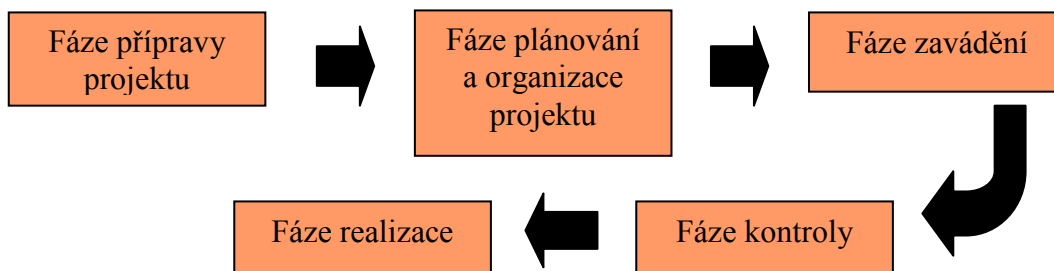 Fáze přípravy
projektu
Fáze plánování
a organizace
projektu
Fáze zavádění
Fáze kontroly
Fáze realizace